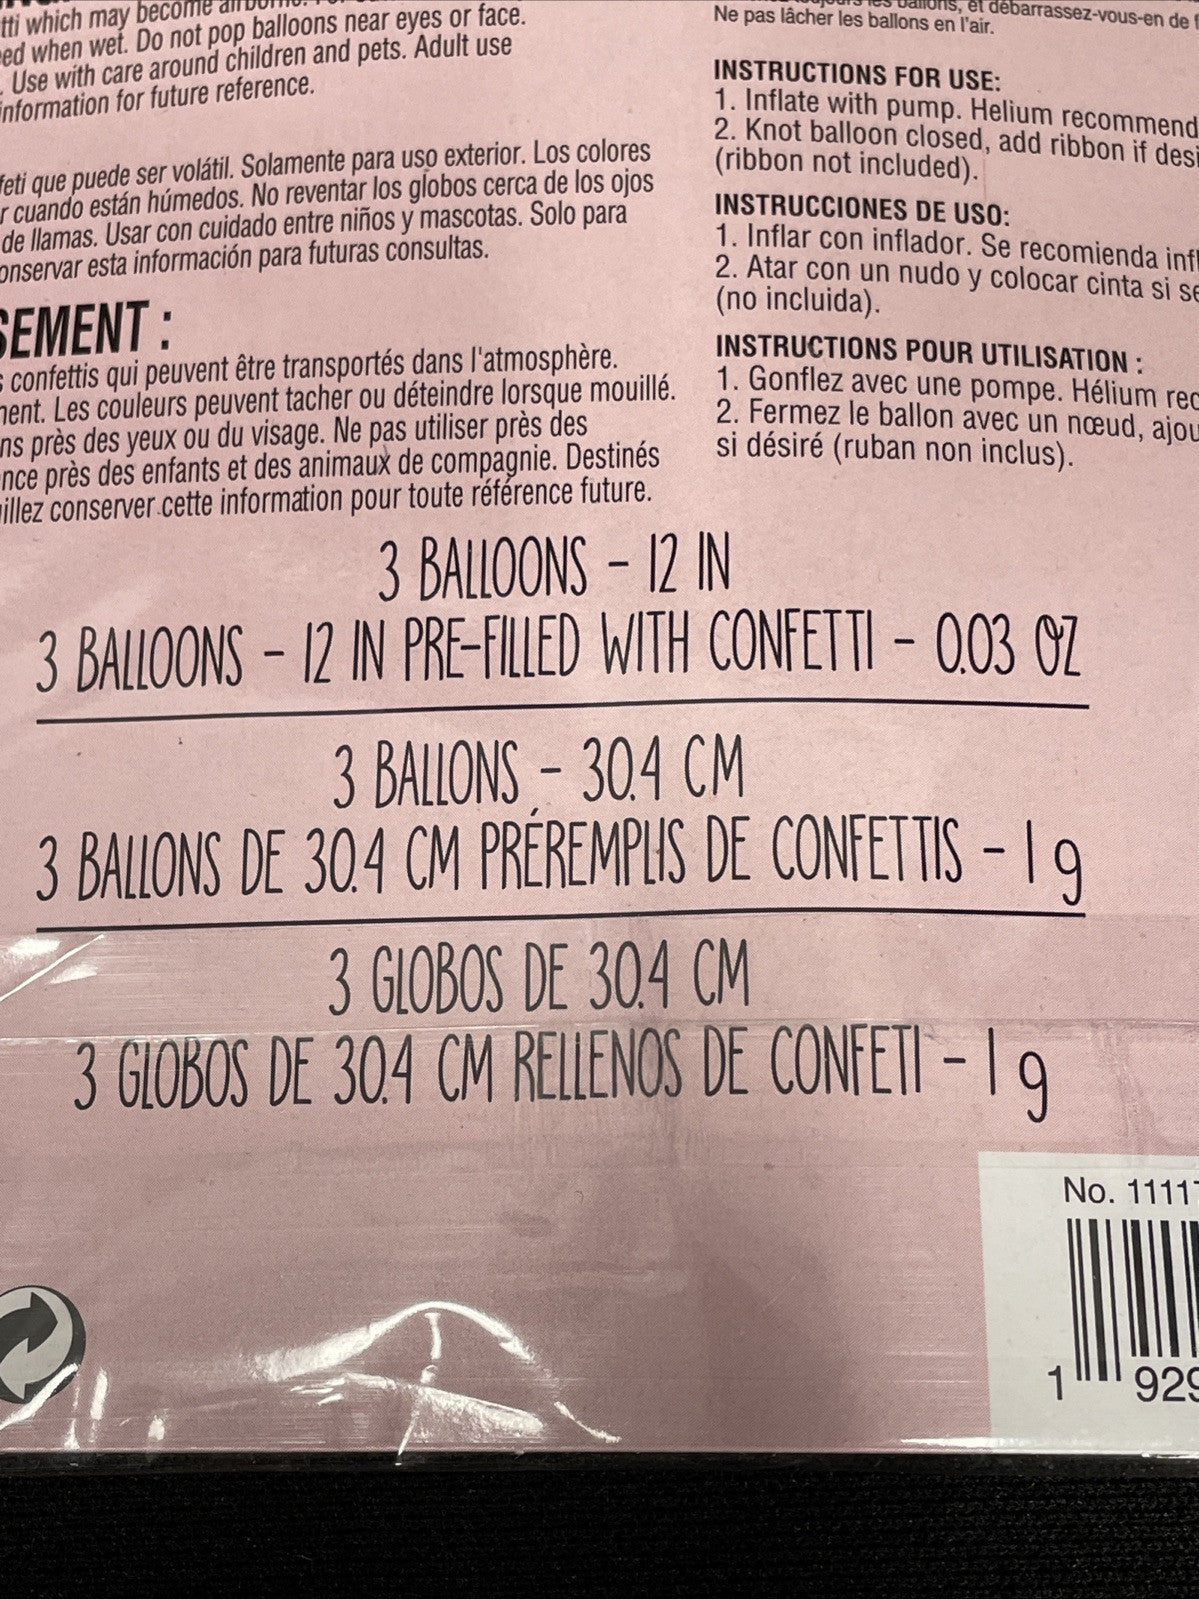 which may become
when wet. Do not pop balloons near eyes or face.
Use with care around children and pets. Adult use
information for future reference.
que puede ser volátil. Solamente para uso exterior. Los colores
cuando están húmedos. No reventar los globos cerca de los ojos
de llamas. Usar con cuidado entre niños y mascotas. Solo para
esta información para futuras consultas.
SEMENT :
confettis qui peuvent être transportés dans l'atmosphère.
Les couleurs peuvent tacher ou déteindre lorsque mouillé.
près des yeux ou du visage. Ne pas utiliser près des
près des enfants et des animaux de compagnie. Destinés
conserver cette information pour toute référence future.
ballons, et débarrassez-vous-en de
Ne pas lâcher les ballons en l'air.
INSTRUCTIONS FOR USE:
1. Inflate with pump. Helium recommend
2. Knot balloon closed, add ribbon if desi
(ribbon not included).
INSTRUCCIONES DE USO:
1. Inflar con inflador. Se recomienda infl
2. Atar con un nudo y colocar cinta si se
(no incluida).
INSTRUCTIONS POUR UTILISATION :
1. Gonflez avec une pompe. Hélium rec
2. Fermez le ballon avec un nœud, ajou
si désiré (ruban non inclus).
3 BALLOONS - 12 IN
3 BALLOONS - 12 IN PRE-FILLED WITH CONFETTI - 0.03 OZ
3 BALLONS - 30.4 CM
3 BALLONS DE 30.4 CM PRÉREMPLIS DE CONFETTIS - 1 g
3 GLOBOS DE 30.4 CM
3 GLOBOS DE 30.4 CM RELLENOS DE CONFETI - 1 g
No. 1111
1 929